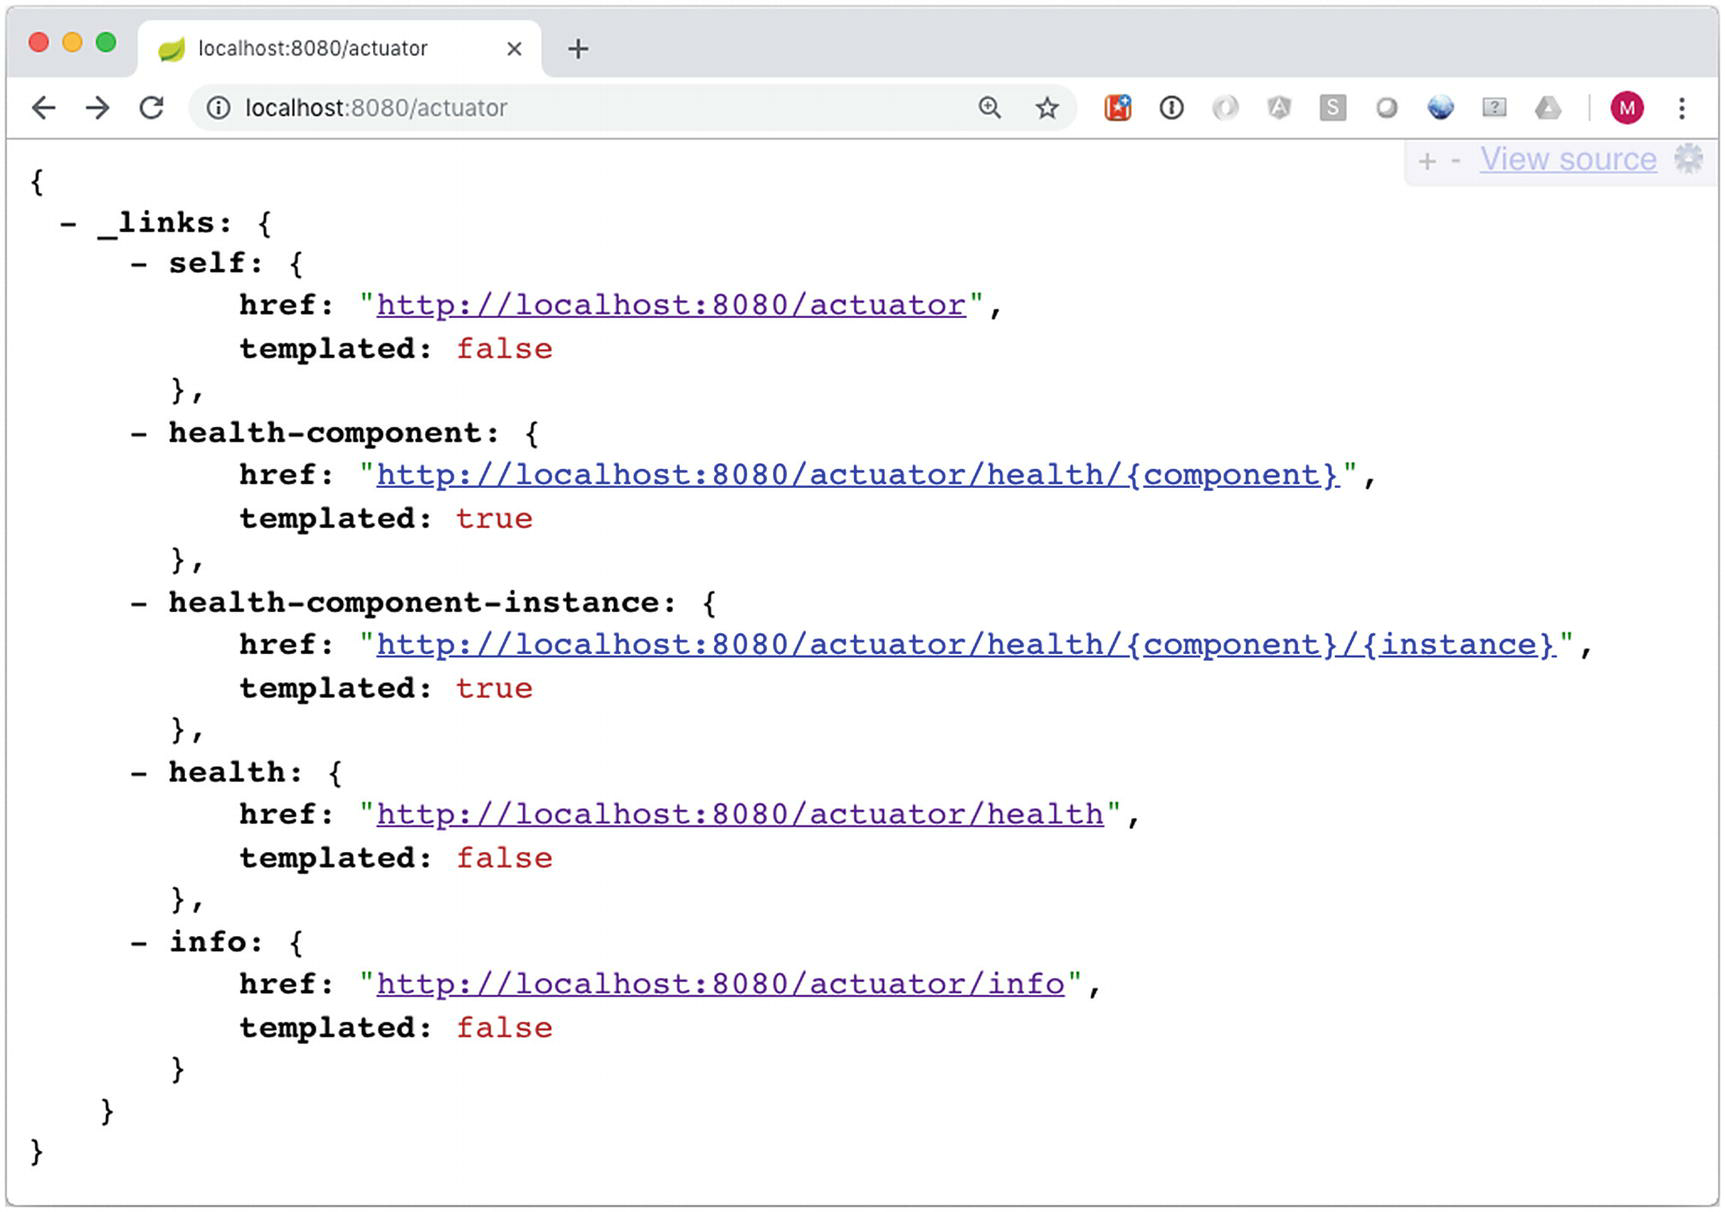 localhost:8080/actuator
localhost:8080/actuator
M
S
?
+ - View source
{
- _links: {
- self: {
href: "http://localhost:8080/actuator",
templated: false
},
- health-component: {
href: "http://localhost:8080/actuator/health/{component}",
templated: true
},
- health-component-instance: {
href: "http://localhost:8080/actuator/health/{component}/{instance}",
templated: true
},
- health: {
href: "http://localhost:8080/actuator/health",
templated: false
},
- info: {
href: "http://localhost:8080/actuator/info",
templated: false
}
}
}